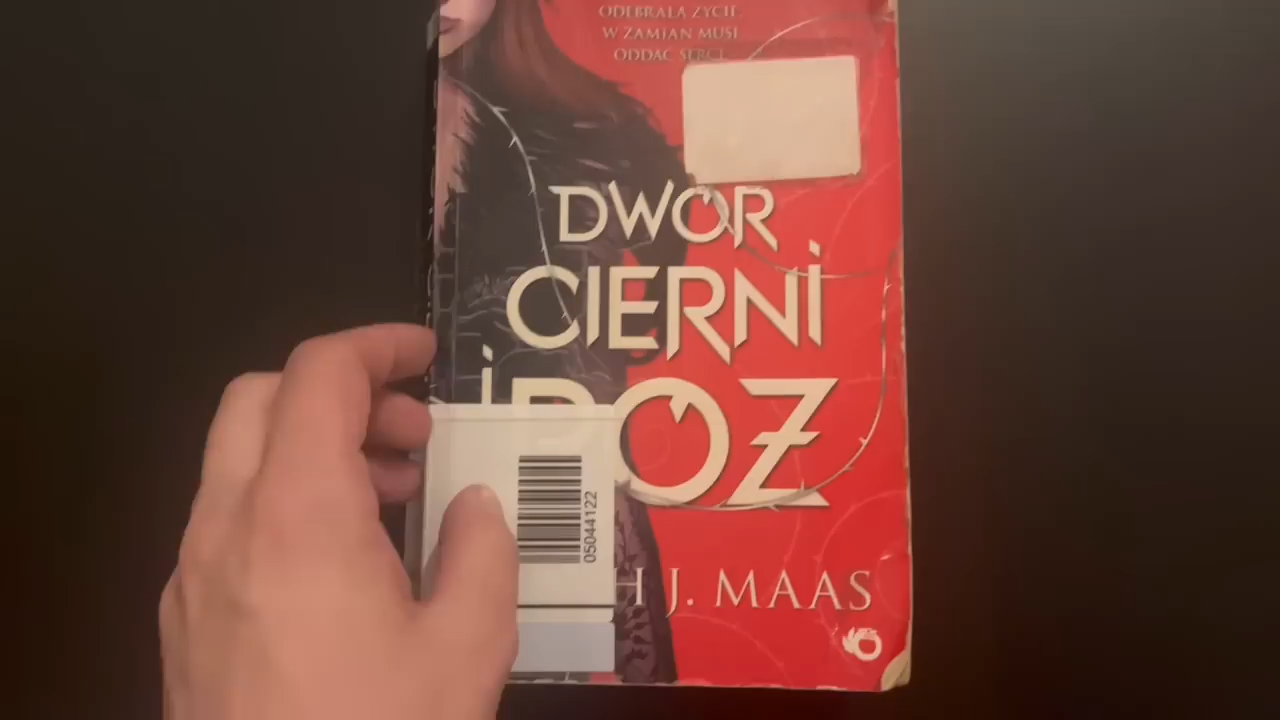 ODEBRAŁA ŻYCIE,
W ZAMIAN MUSI
ODDAĆ SERCE
DWÓR
CIERNI
i RÓŻ
05044122
H J. MAAS